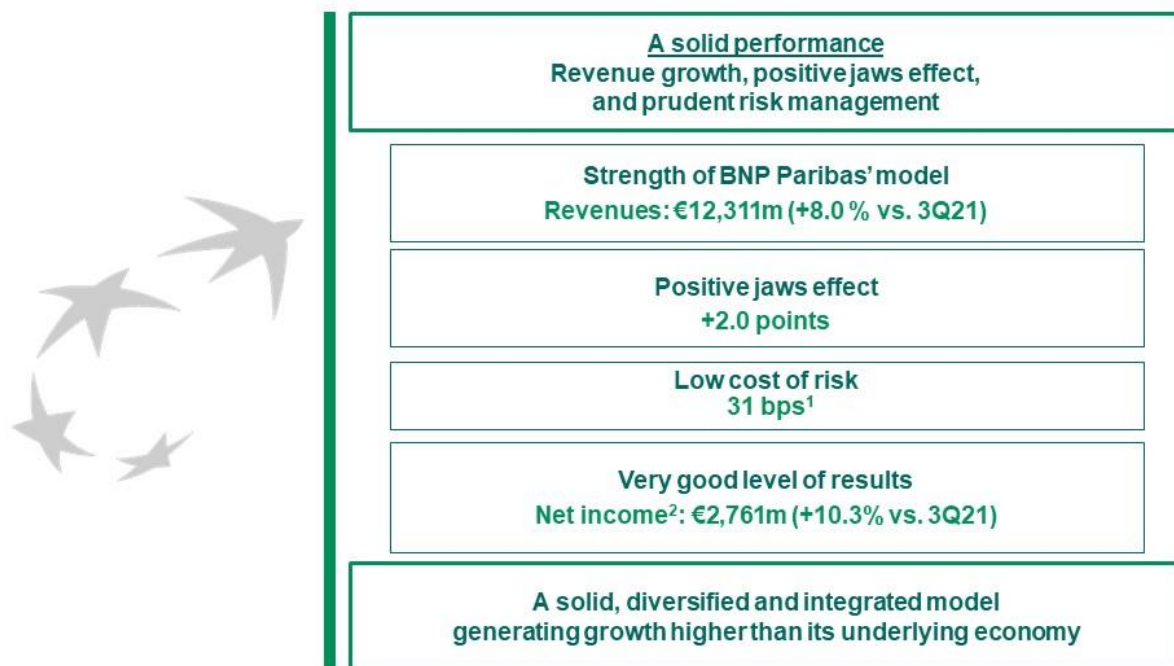 A solid performance
Revenue growth, positive jaws effect,
and prudent risk management
Strength of BNP Paribas’ model
Revenues: €12,311m (+8.0 % vs. 3Q21)
Positive jaws effect
+2.0 points
Low cost of risk
31 bps¹
Very good level of results
Net income²: €2,761m (+10.3% vs. 3Q21)
A solid, diversified and integrated model
generating growth higher than its underlying economy